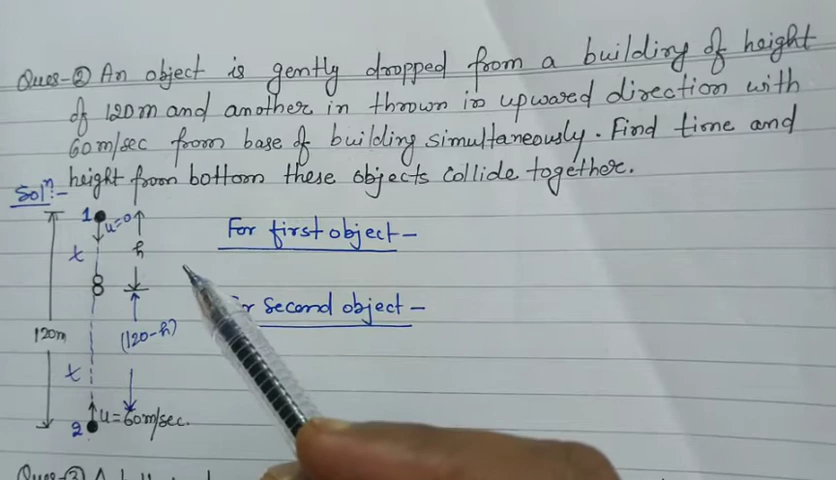 Ques-② An object is gently dropped from a building of height
of 120m and another in thrown in upward direction with
60m/sec from base of building simultaneously. Find time and
height from bottom these objects collide together.
Solⁿ:-
1 u=0
t h
For first object-
second object-
120m (120-h)
t
2 u=60m/sec.